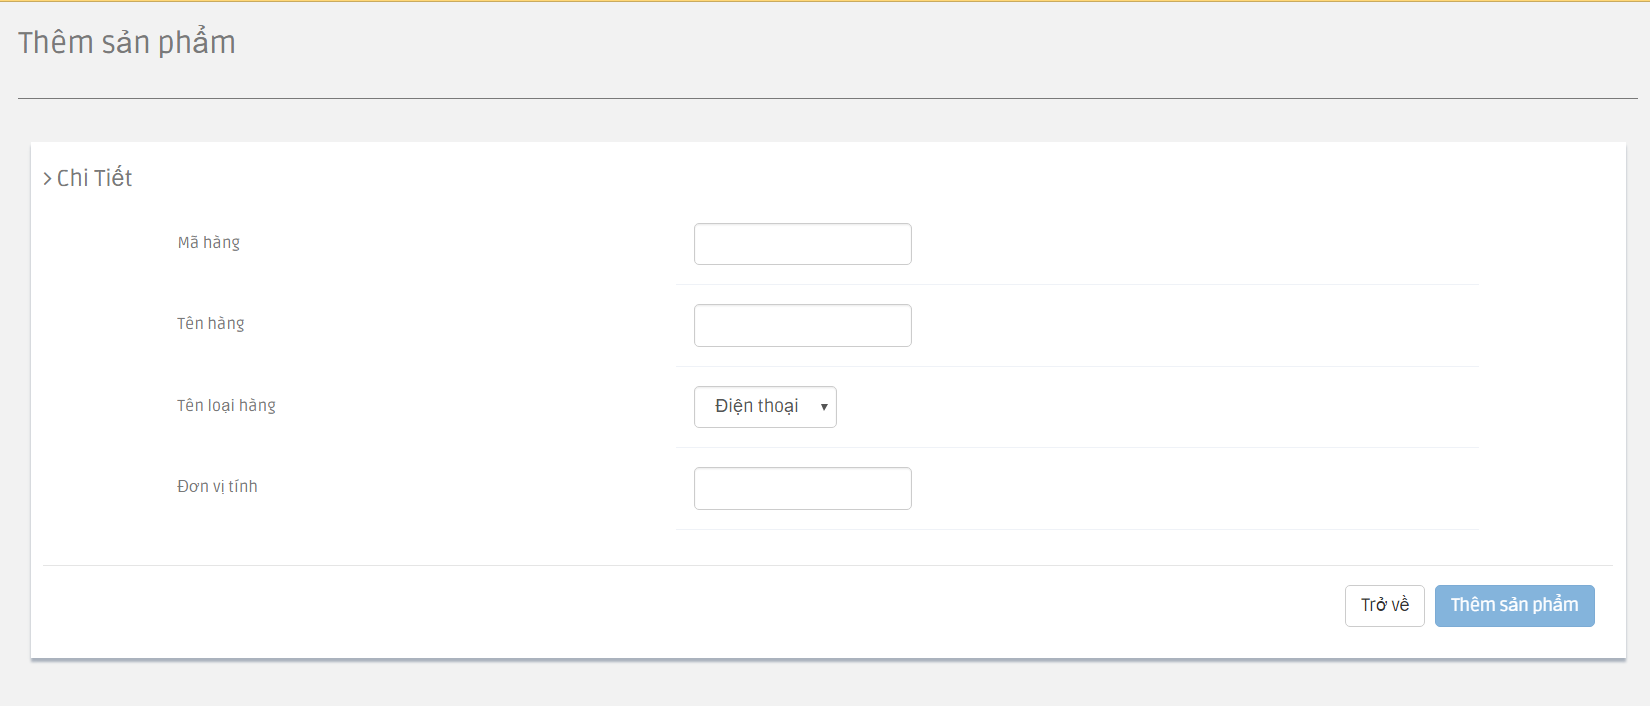 Thêm sản phẩm
Chi Tiết
Mã hàng
Tên hàng
Tên loại hàng
Điện thoại
Đơn vị tính
Trở về
Thêm sản phẩm